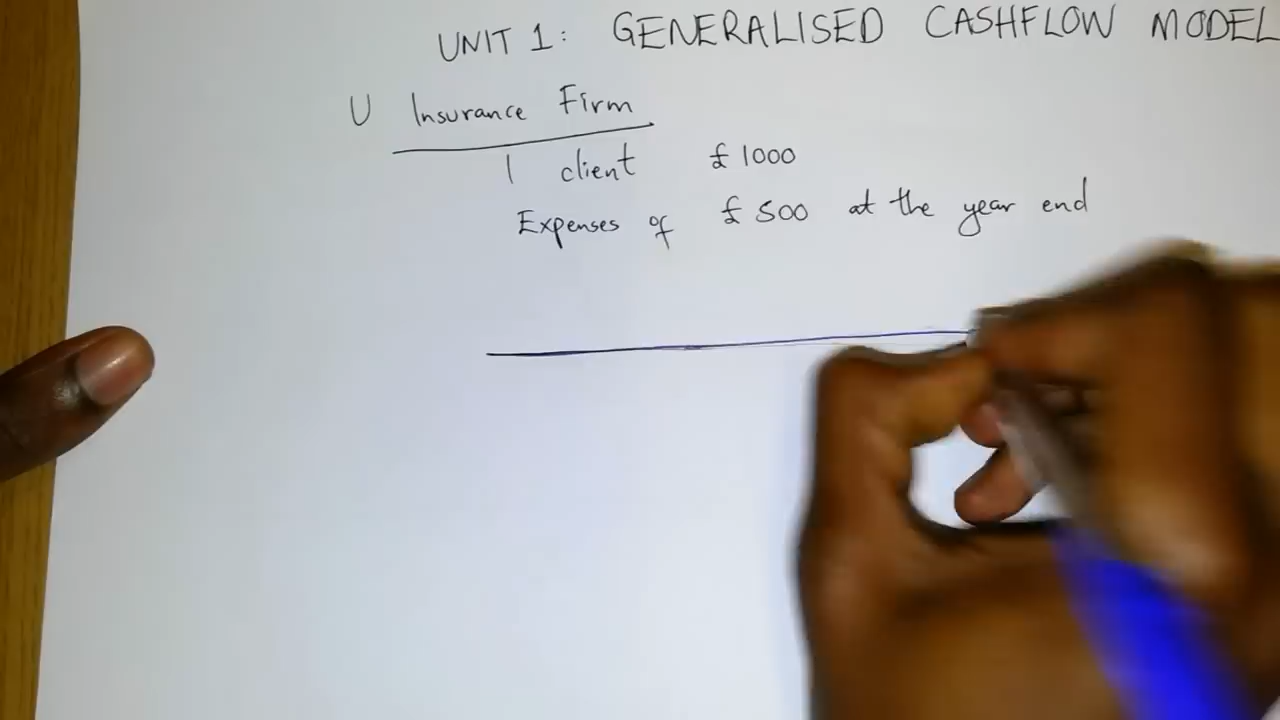 UNIT 1: GENERALISED CASHFLOW MODEL
U Insurance Firm
1 client £1000
Expenses of £500 at the year end